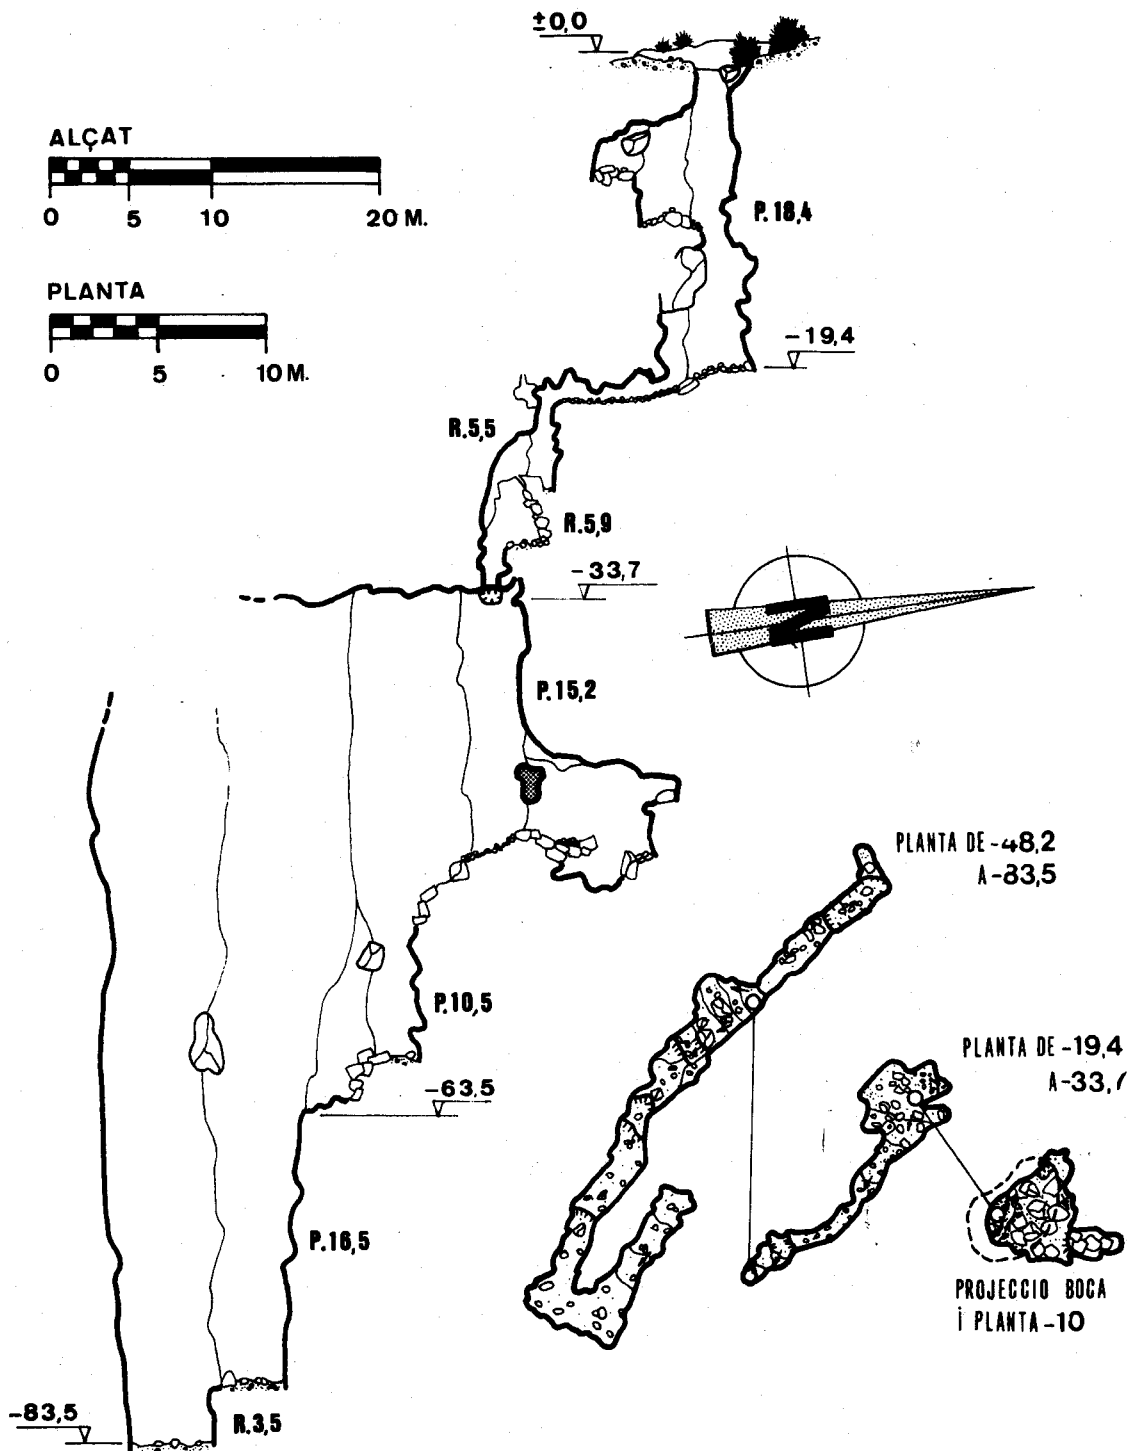 ±0,0
ALÇAT
0 5 10 20 M.
P.18,4
PLANTA
0 5 10 M.
-19,4
R.5,5
R.5,9
-33,7
N
P.15,2
PLANTA DE -48,2
A -83,5
P.10,5
PLANTA DE -19,4
A -33,7
-63,5
P.16,5
PROJECCIO BOCA
i PLANTA -10
-83,5
R.3,5